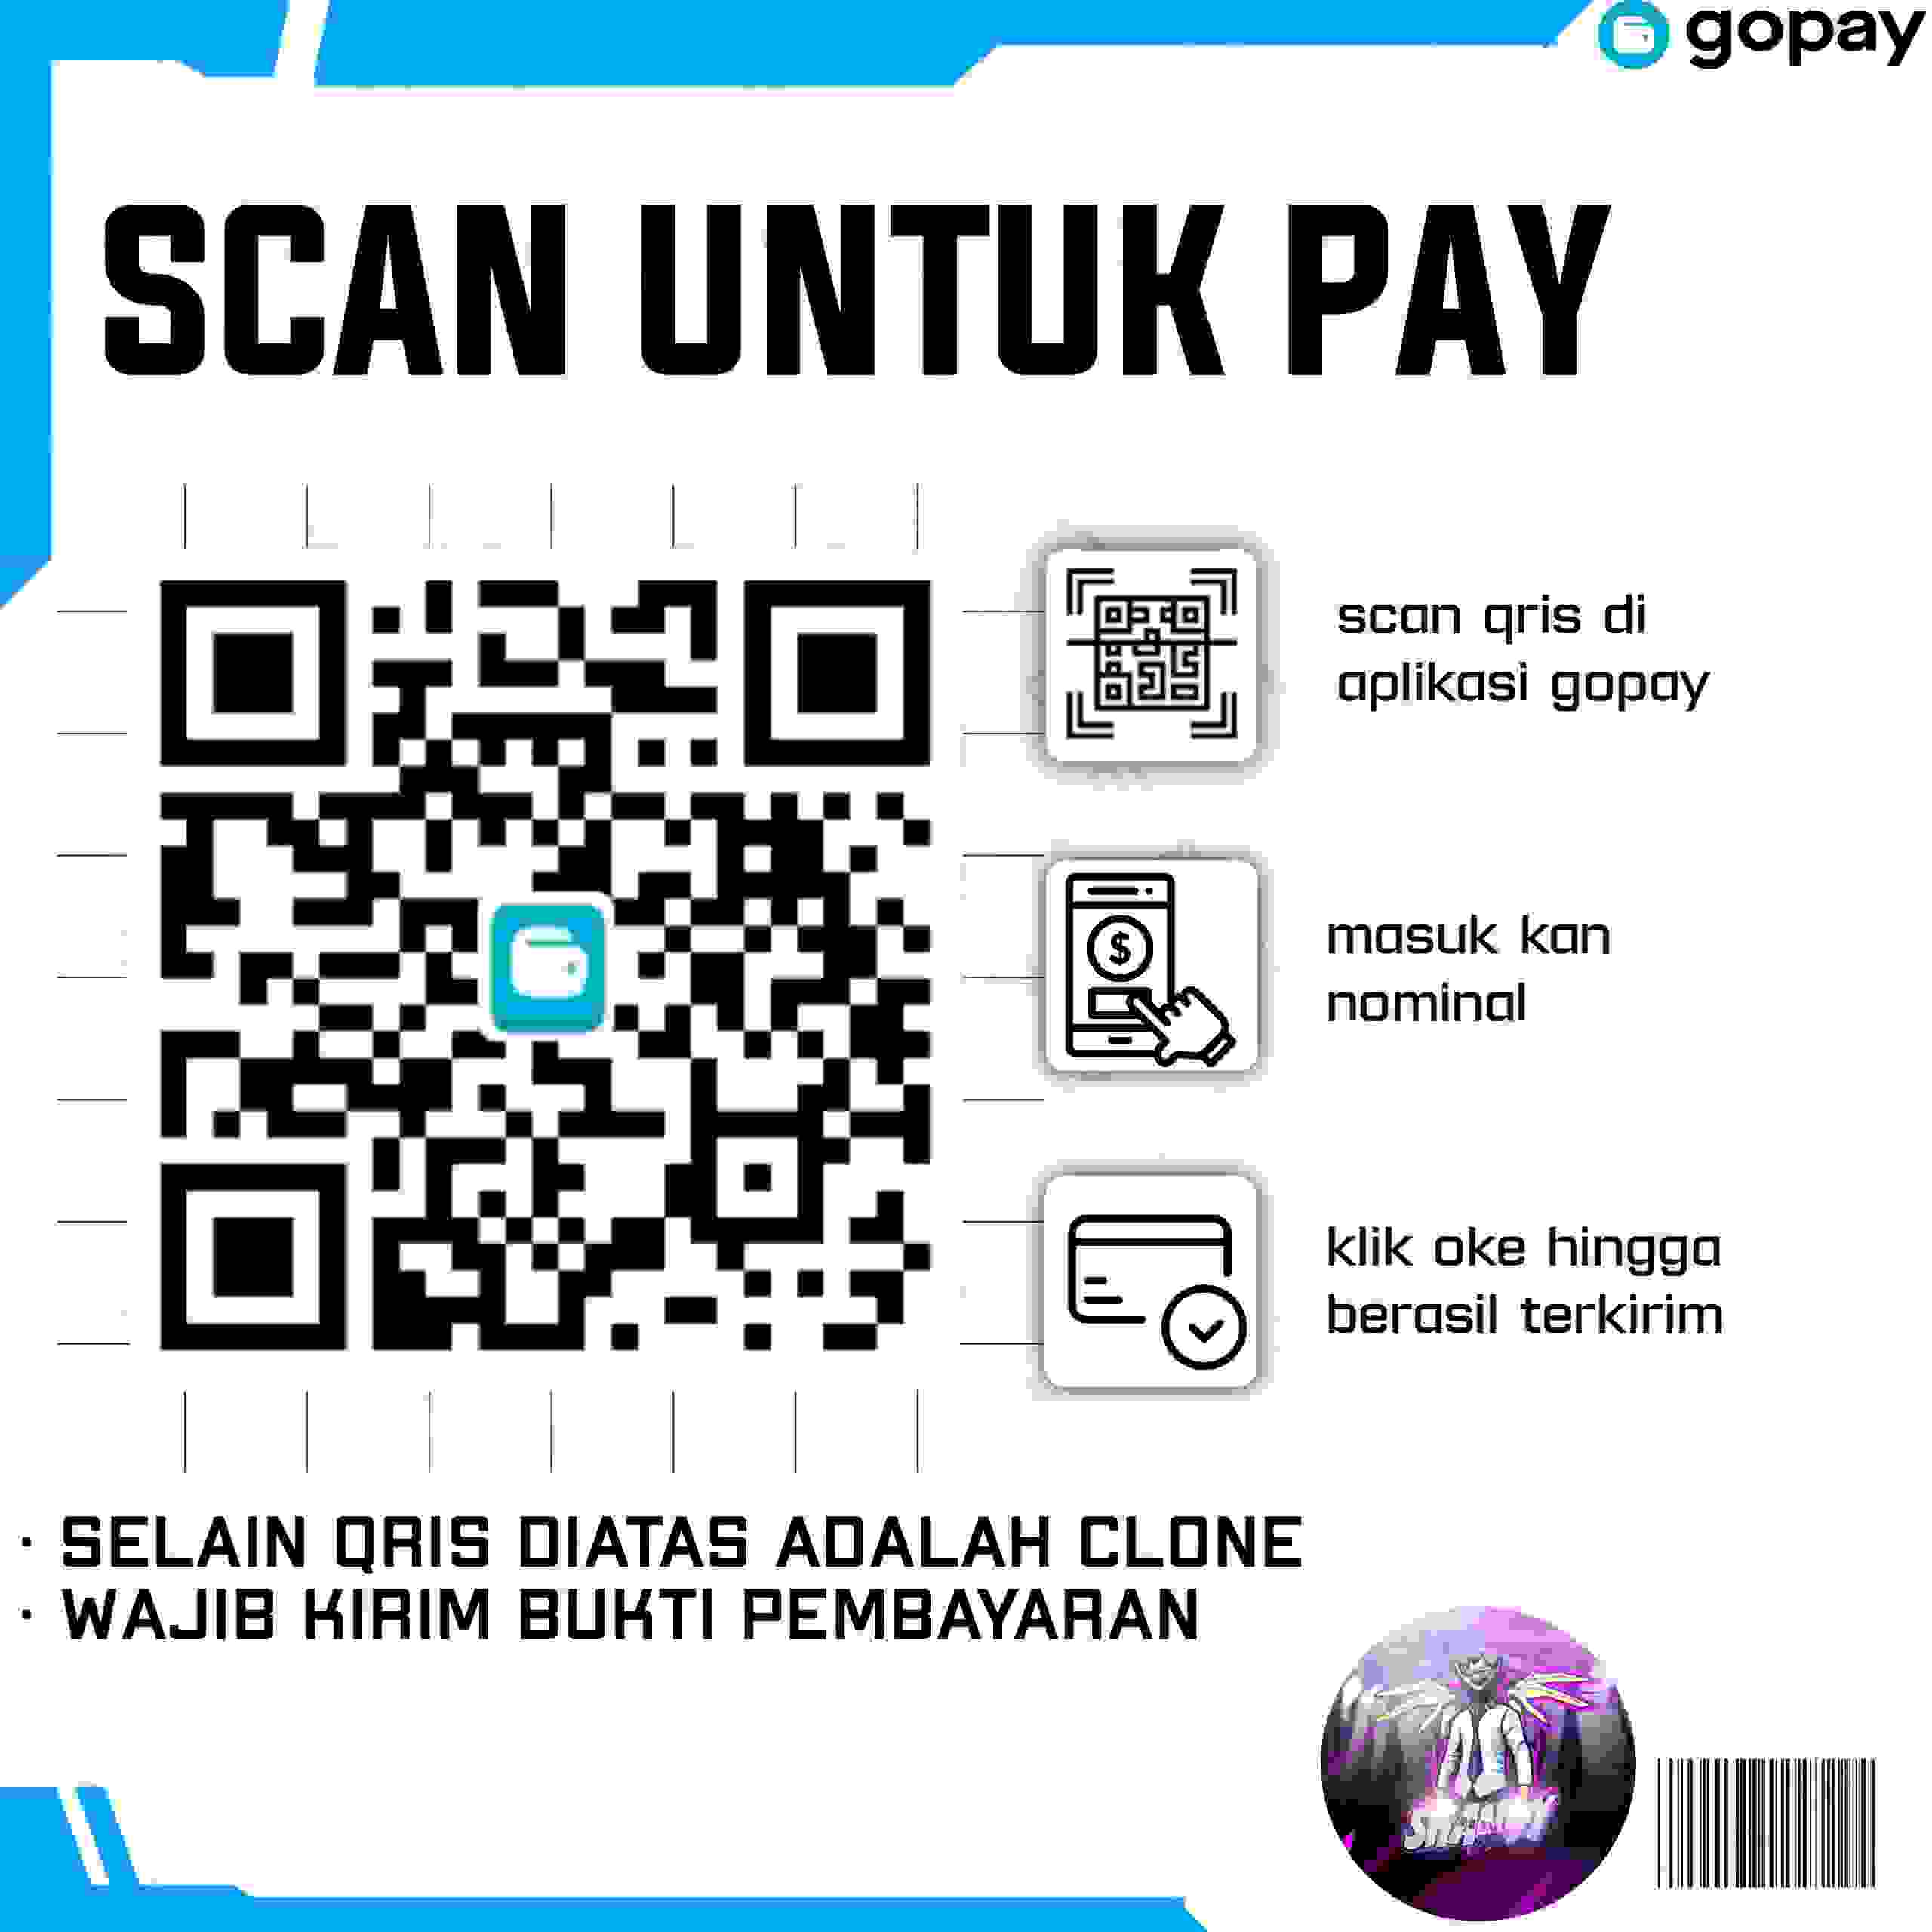 gopay
SCAN UNTUK PAY
scan qris di
aplikasi gopay
masuk kan
nominal
klik oke hingga
berasil terkirim
· SELAIN QRIS DIATAS ADALAH CLONE
· WAJIB KIRIM BUKTI PEMBAYARAN